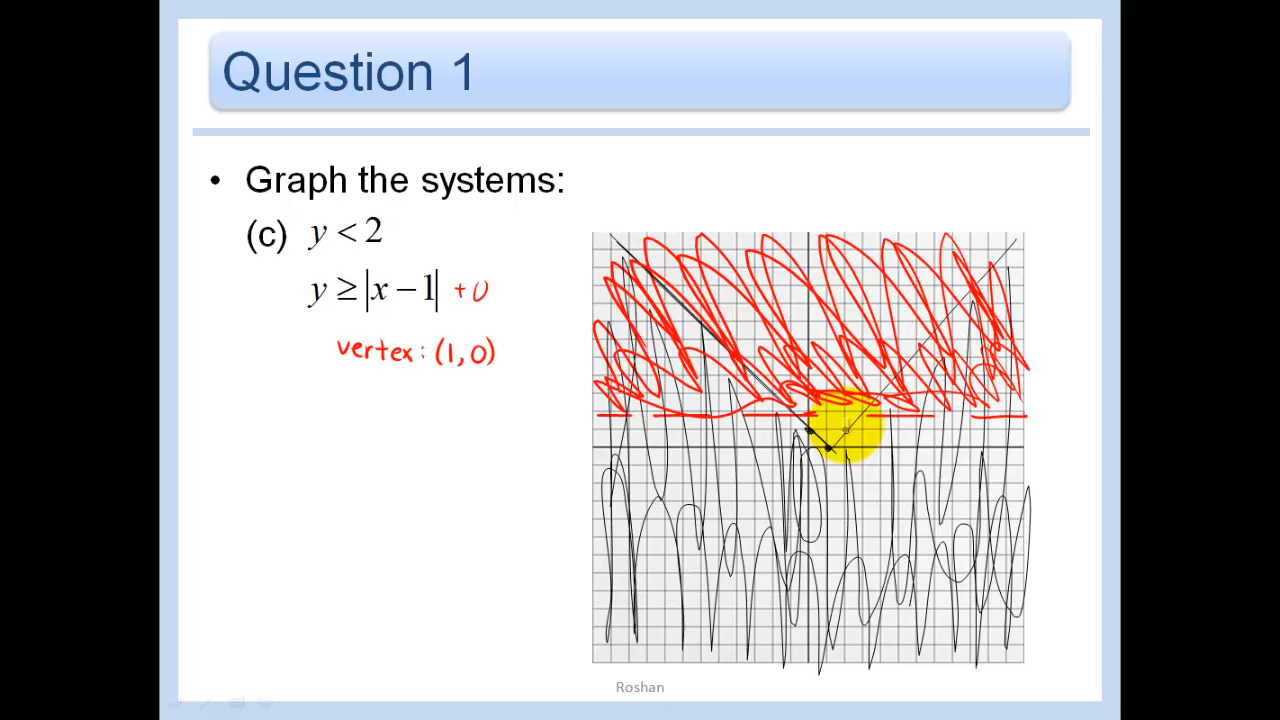 Question 1
• Graph the systems:
(c) y < 2
y ≥ |x − 1| + 0
vertex: (1, 0)
Roshan